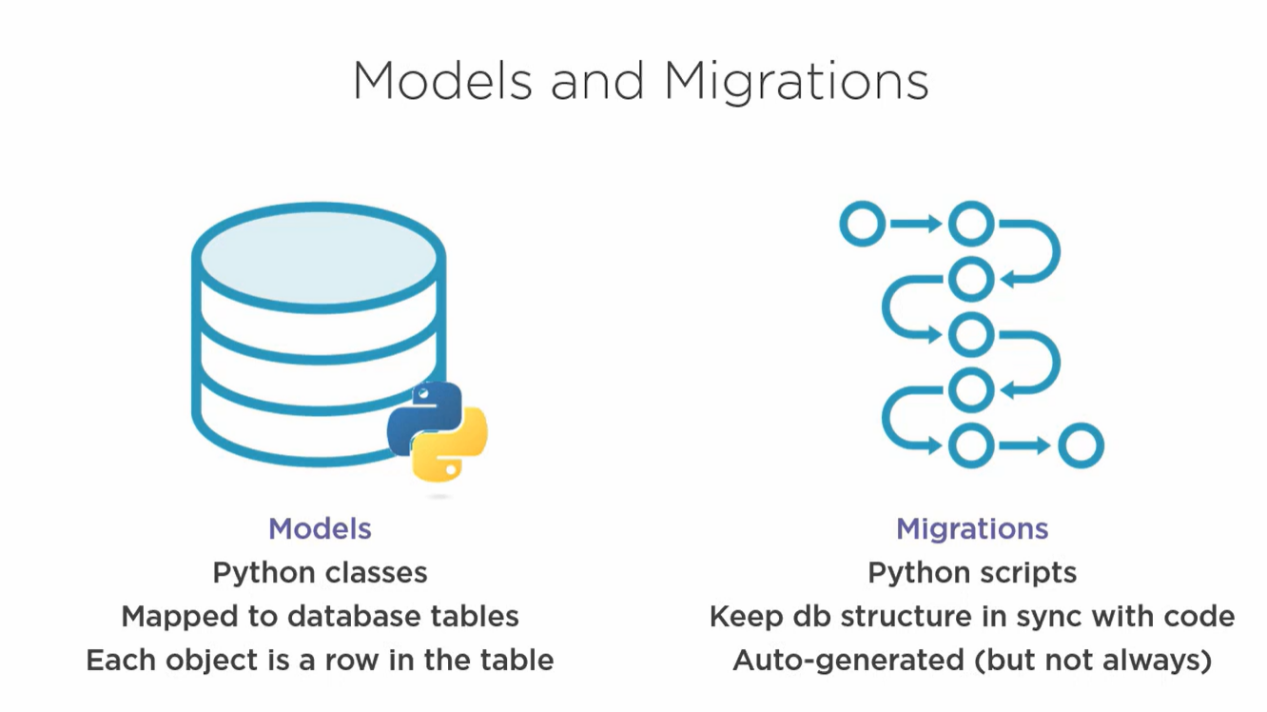 Models and Migrations
Models
Python classes
Mapped to database tables
Each object is a row in the table
Migrations
Python scripts
Keep db structure in sync with code
Auto-generated (but not always)